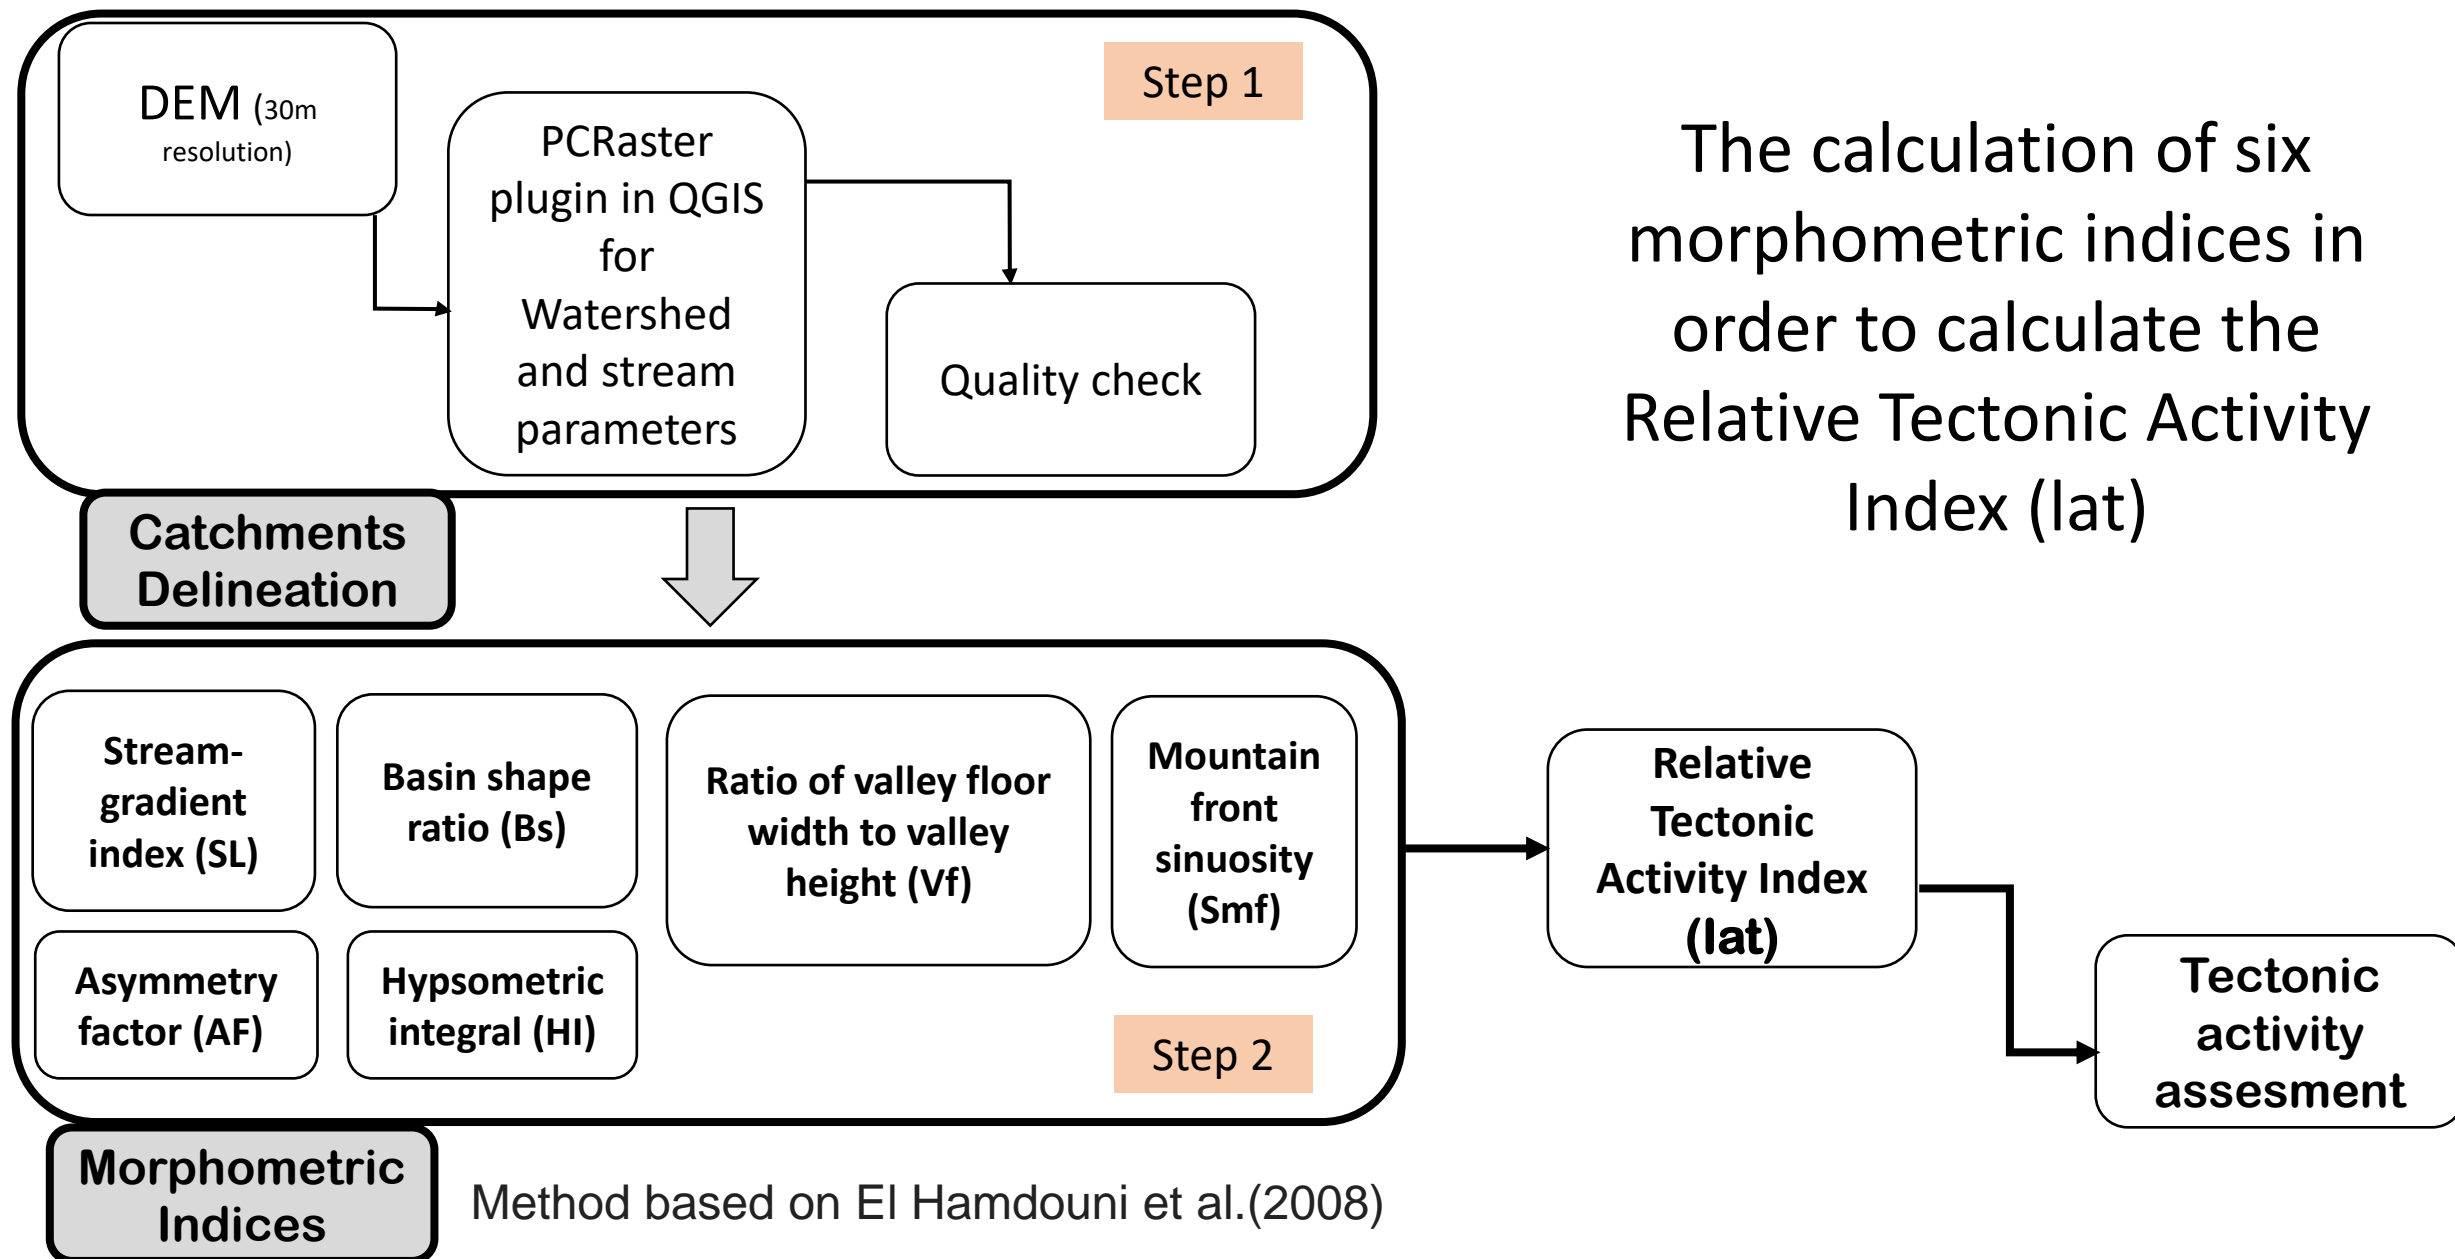 Step 1
DEM (30m
resolution)
PCRaster
plugin in QGIS
for
Watershed
and stream
parameters
Quality check
Catchments
Delineation
The calculation of six
morphometric indices in
order to calculate the
Relative Tectonic Activity
Index (lat)
Stream-
gradient
index (SL)
Basin shape
ratio (Bs)
Ratio of valley floor
width to valley
height (Vf)
Mountain
front
sinuosity
(Smf)
Asymmetry
factor (AF)
Hypsometric
integral (HI)
Step 2
Relative
Tectonic
Activity Index
(lat)
Tectonic
activity
assesment
Morphometric
Indices
Method based on El Hamdouni et al.(2008)